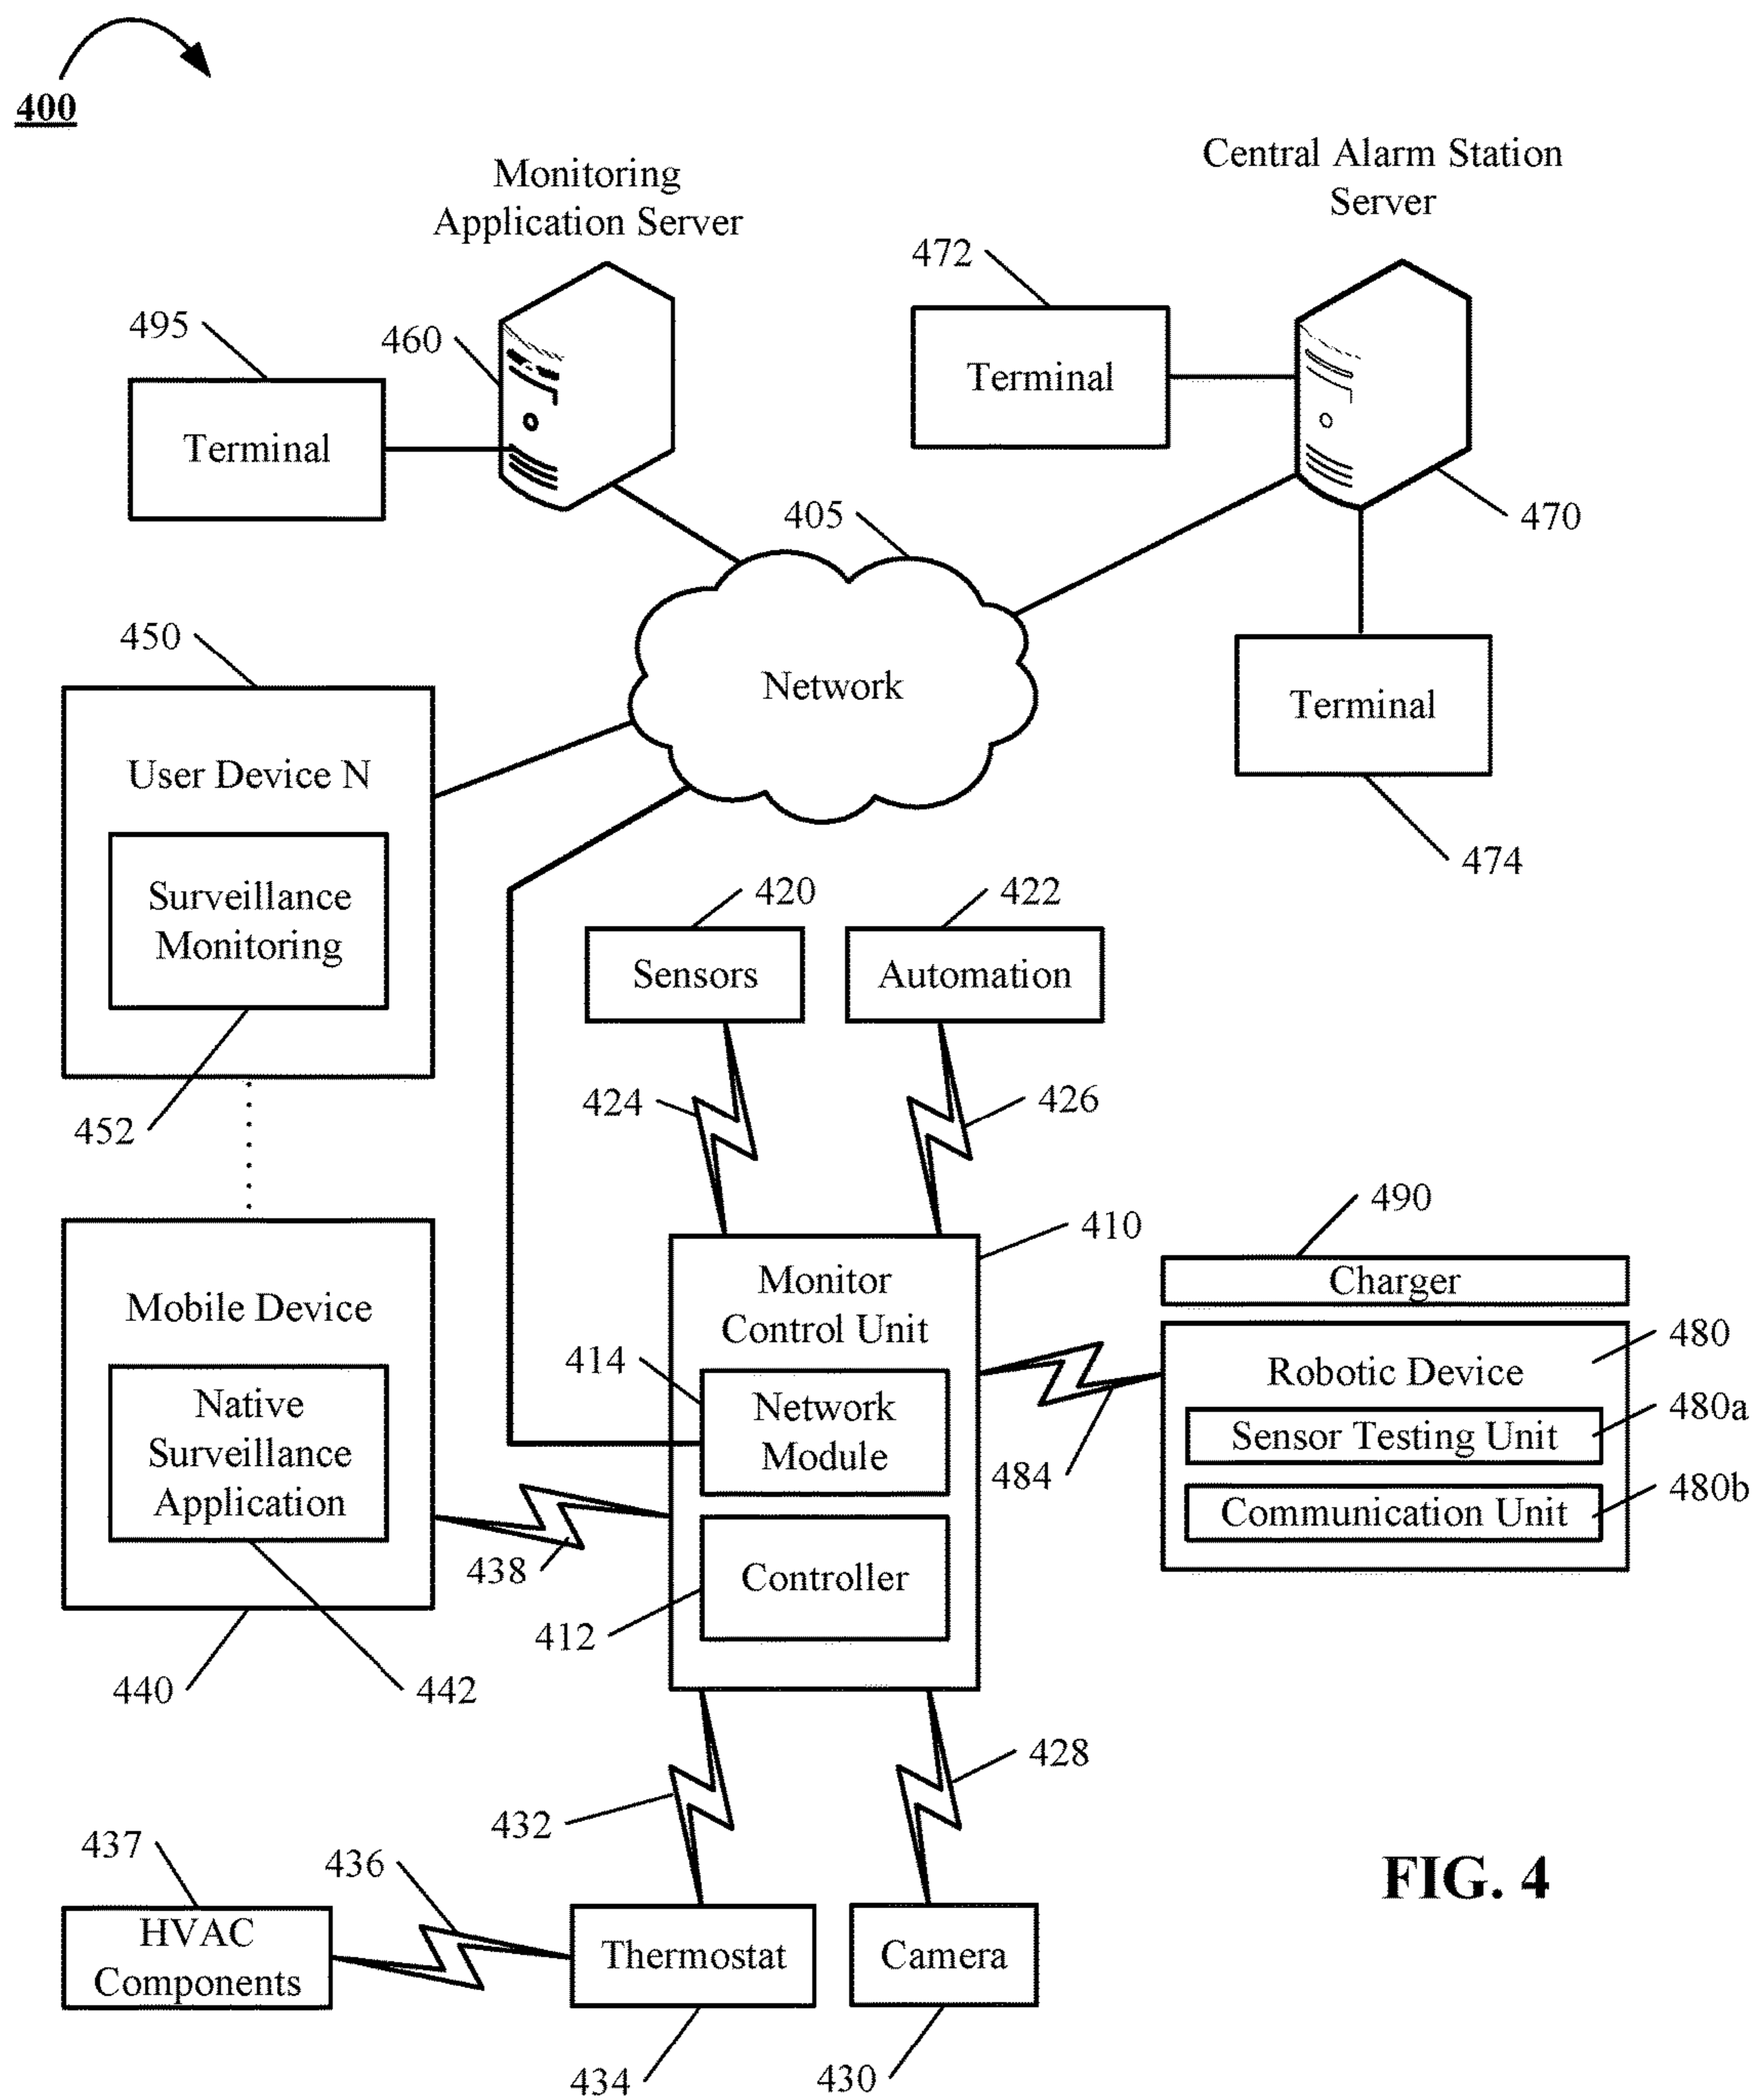 400
Monitoring
Application Server
Central Alarm Station
Server
472
495
460
Terminal
Terminal
405
470
450
Network
Terminal
User Device N
474
Surveillance
Monitoring
420
422
Sensors
Automation
424
426
452
490
410
Charger
Mobile Device
Monitor
Control Unit
480
414
Robotic Device
Native
Surveillance
Application
Network
Module
480a
Sensor Testing Unit
484
480b
Communication Unit
438
Controller
412
440
442
428
432
437
436
FIG. 4
HVAC
Components
Thermostat
Camera
434
430